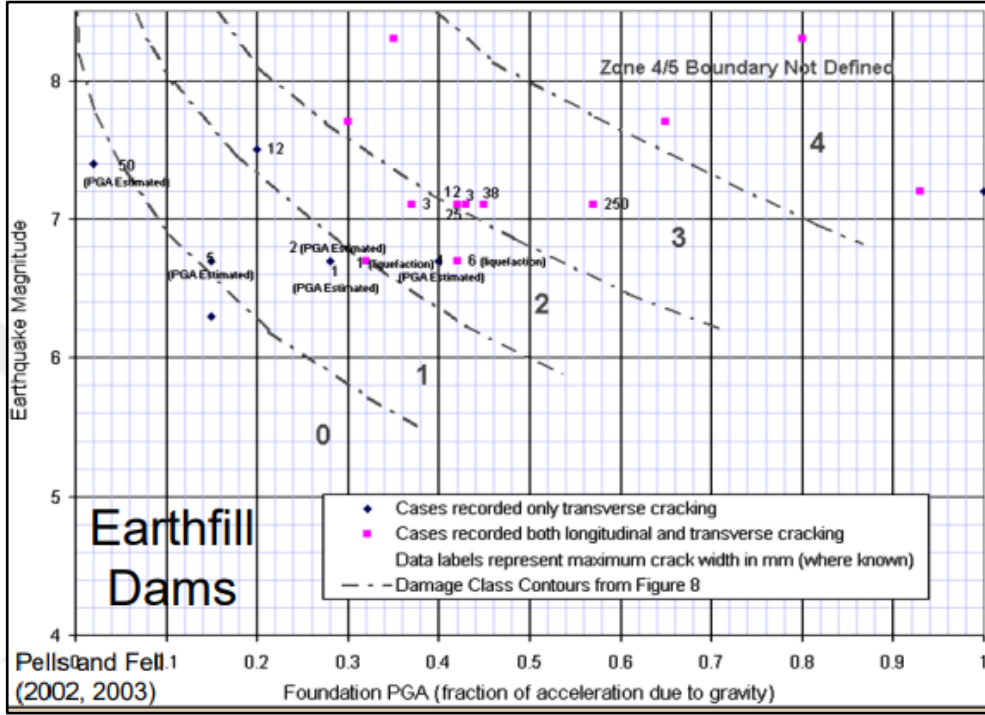 8
Zone 4/5 Boundary Not Defined
4
12
50
(PGA Estimated)
12 3 38
3
25
250
7
3
2 (PGA Estimated)
5
(PGA Estimated)
1
(PGA Estimated)
1 (liquefaction)
4
(PGA Estimated)
6 (liquefaction)
2
6
1
0
Earthquake Magnitude
5
Earthfill
Dams
Cases recorded only transverse cracking
Cases recorded both longitudinal and transverse cracking
Data labels represent maximum crack width in mm (where known)
Damage Class Contours from Figure 8
4
0 0.1 0.2 0.3 0.4 0.5 0.6 0.7 0.8 0.9 1
Pells and Fell
(2002, 2003)
Foundation PGA (fraction of acceleration due to gravity)